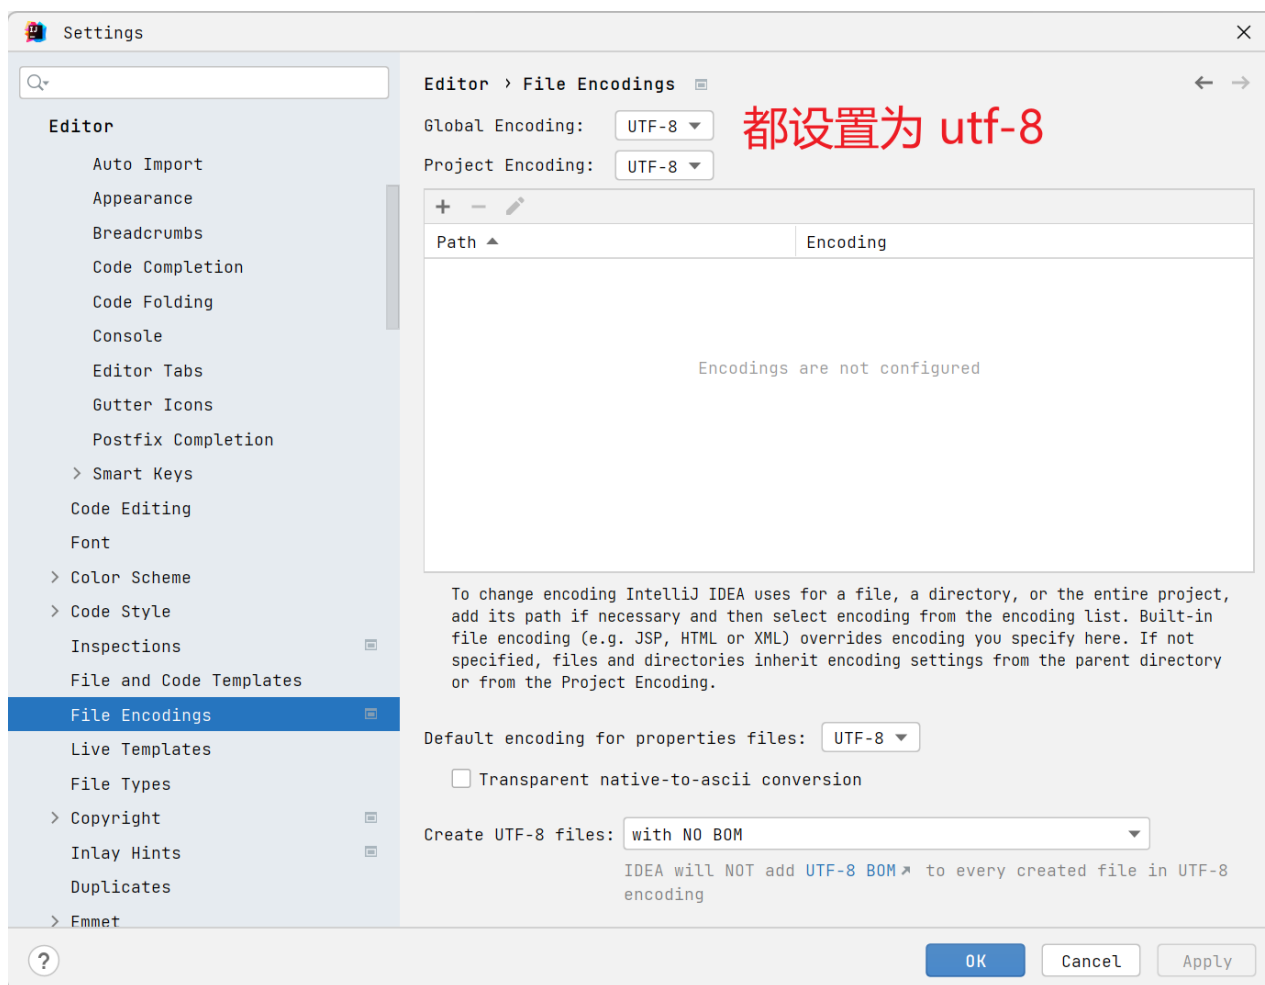 Settings
Editor
Auto Import
Appearance
Breadcrumbs
Code Completion
Code Folding
Console
Editor Tabs
Gutter Icons
Postfix Completion
Smart Keys
Code Editing
Font
Color Scheme
Code Style
Inspections
File and Code Templates
File Encodings
Live Templates
File Types
Copyright
Inlay Hints
Duplicates
Emmet
Editor › File Encodings
Global Encoding: UTF-8
都设置为 utf-8
Project Encoding: UTF-8
Path Encoding
Encodings are not configured
To change encoding IntelliJ IDEA uses for a file, a directory, or the entire project,
add its path if necessary and then select encoding from the encoding list. Built-in
file encoding (e.g. JSP, HTML or XML) overrides encoding you specify here. If not
specified, files and directories inherit encoding settings from the parent directory
or from the Project Encoding.
Default encoding for properties files: UTF-8
Transparent native-to-ascii conversion
Create UTF-8 files: with NO BOM
IDEA will NOT add UTF-8 BOM to every created file in UTF-8
encoding
? OK Cancel Apply